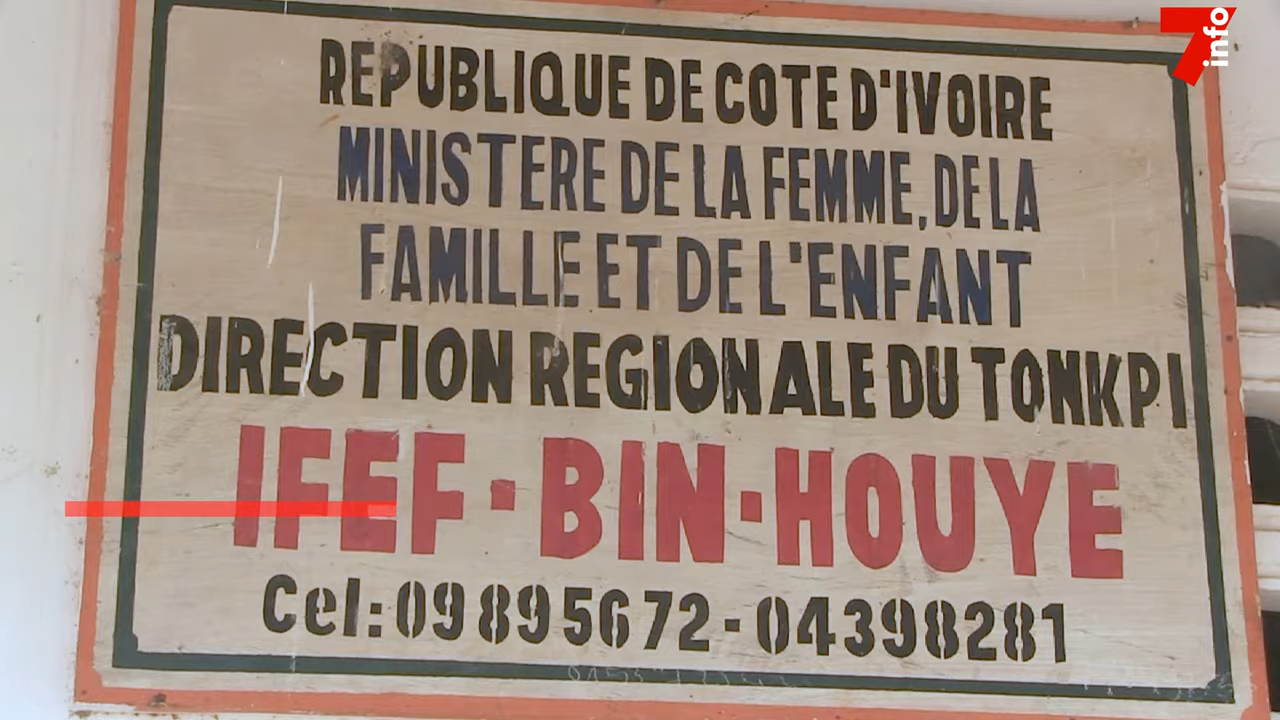 7info
REPUBLIQUE DE COTE D'IVOIRE
MINISTERE DE LA FEMME, DE LA
FAMILLE ET DE L'ENFANT
DIRECTION REGIONALE DU TONKPI
IFEF·BIN·HOUYE
Cel: 09895672-04398281